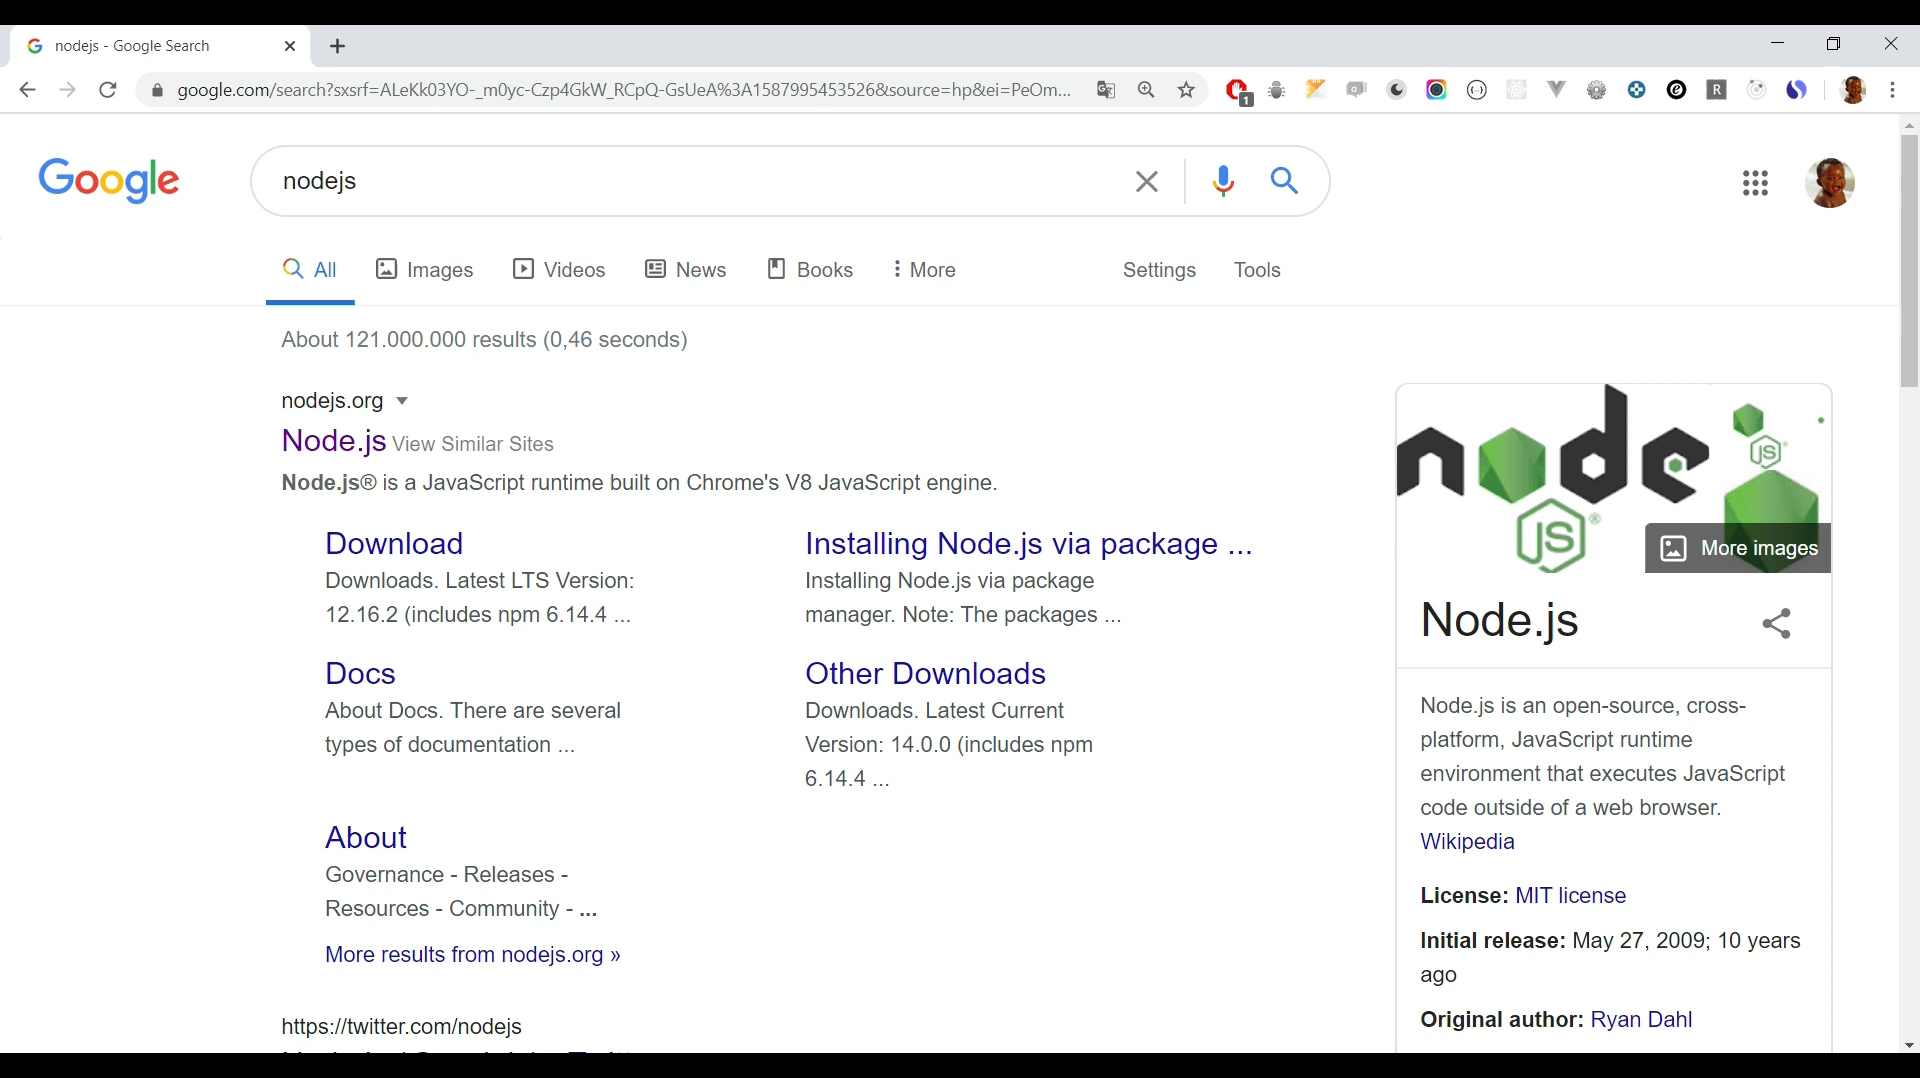 nodejs - Google Search
google.com/search?sxsrf=ALeKk03YO-_m0yc-Czp4GkW_RCpQ-GsUeA%3A1587995453526&source=hp&ei=PeOm...
1
R
Google
nodejs
All
Images
Videos
News
Books
More
Settings
Tools
About 121.000.000 results (0,46 seconds)
nodejs.org
Node.js View Similar Sites
Node.js® is a JavaScript runtime built on Chrome's V8 JavaScript engine.
Download
Downloads. Latest LTS Version:
12.16.2 (includes npm 6.14.4 ...
Installing Node.js via package ...
Installing Node.js via package
manager. Note: The packages ...
Docs
About Docs. There are several
types of documentation ...
Other Downloads
Downloads. Latest Current
Version: 14.0.0 (includes npm
6.14.4 ...
About
Governance - Releases -
Resources - Community - ...
More results from nodejs.org »
https://twitter.com/nodejs
node
JS
JS®
More images
Node.js
Node.js is an open-source, cross-
platform, JavaScript runtime
environment that executes JavaScript
code outside of a web browser.
Wikipedia
License: MIT license
Initial release: May 27, 2009; 10 years
ago
Original author: Ryan Dahl